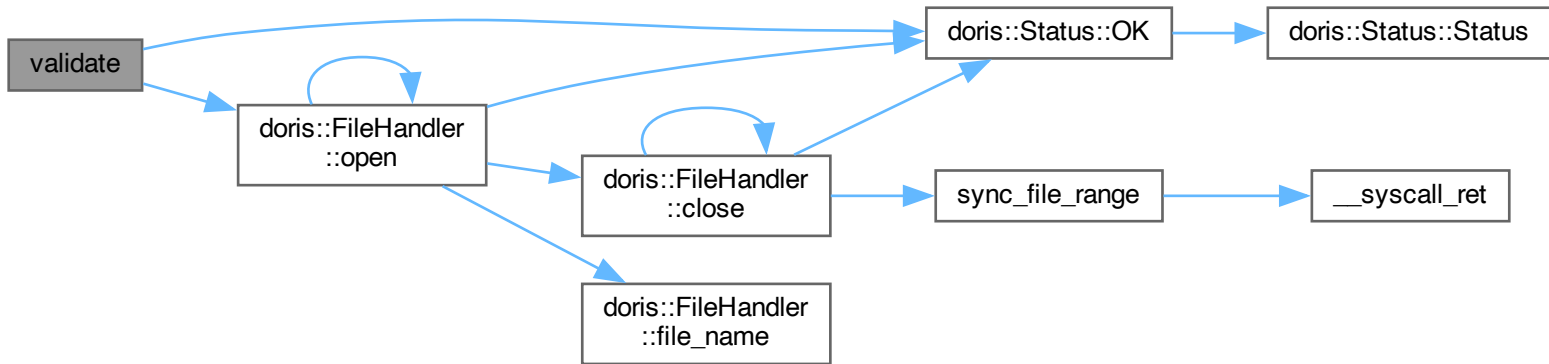 validate
doris::FileHandler
::open
doris::FileHandler
::close
doris::FileHandler
::file_name
doris::Status::OK
doris::Status::Status
sync_file_range
__syscall_ret